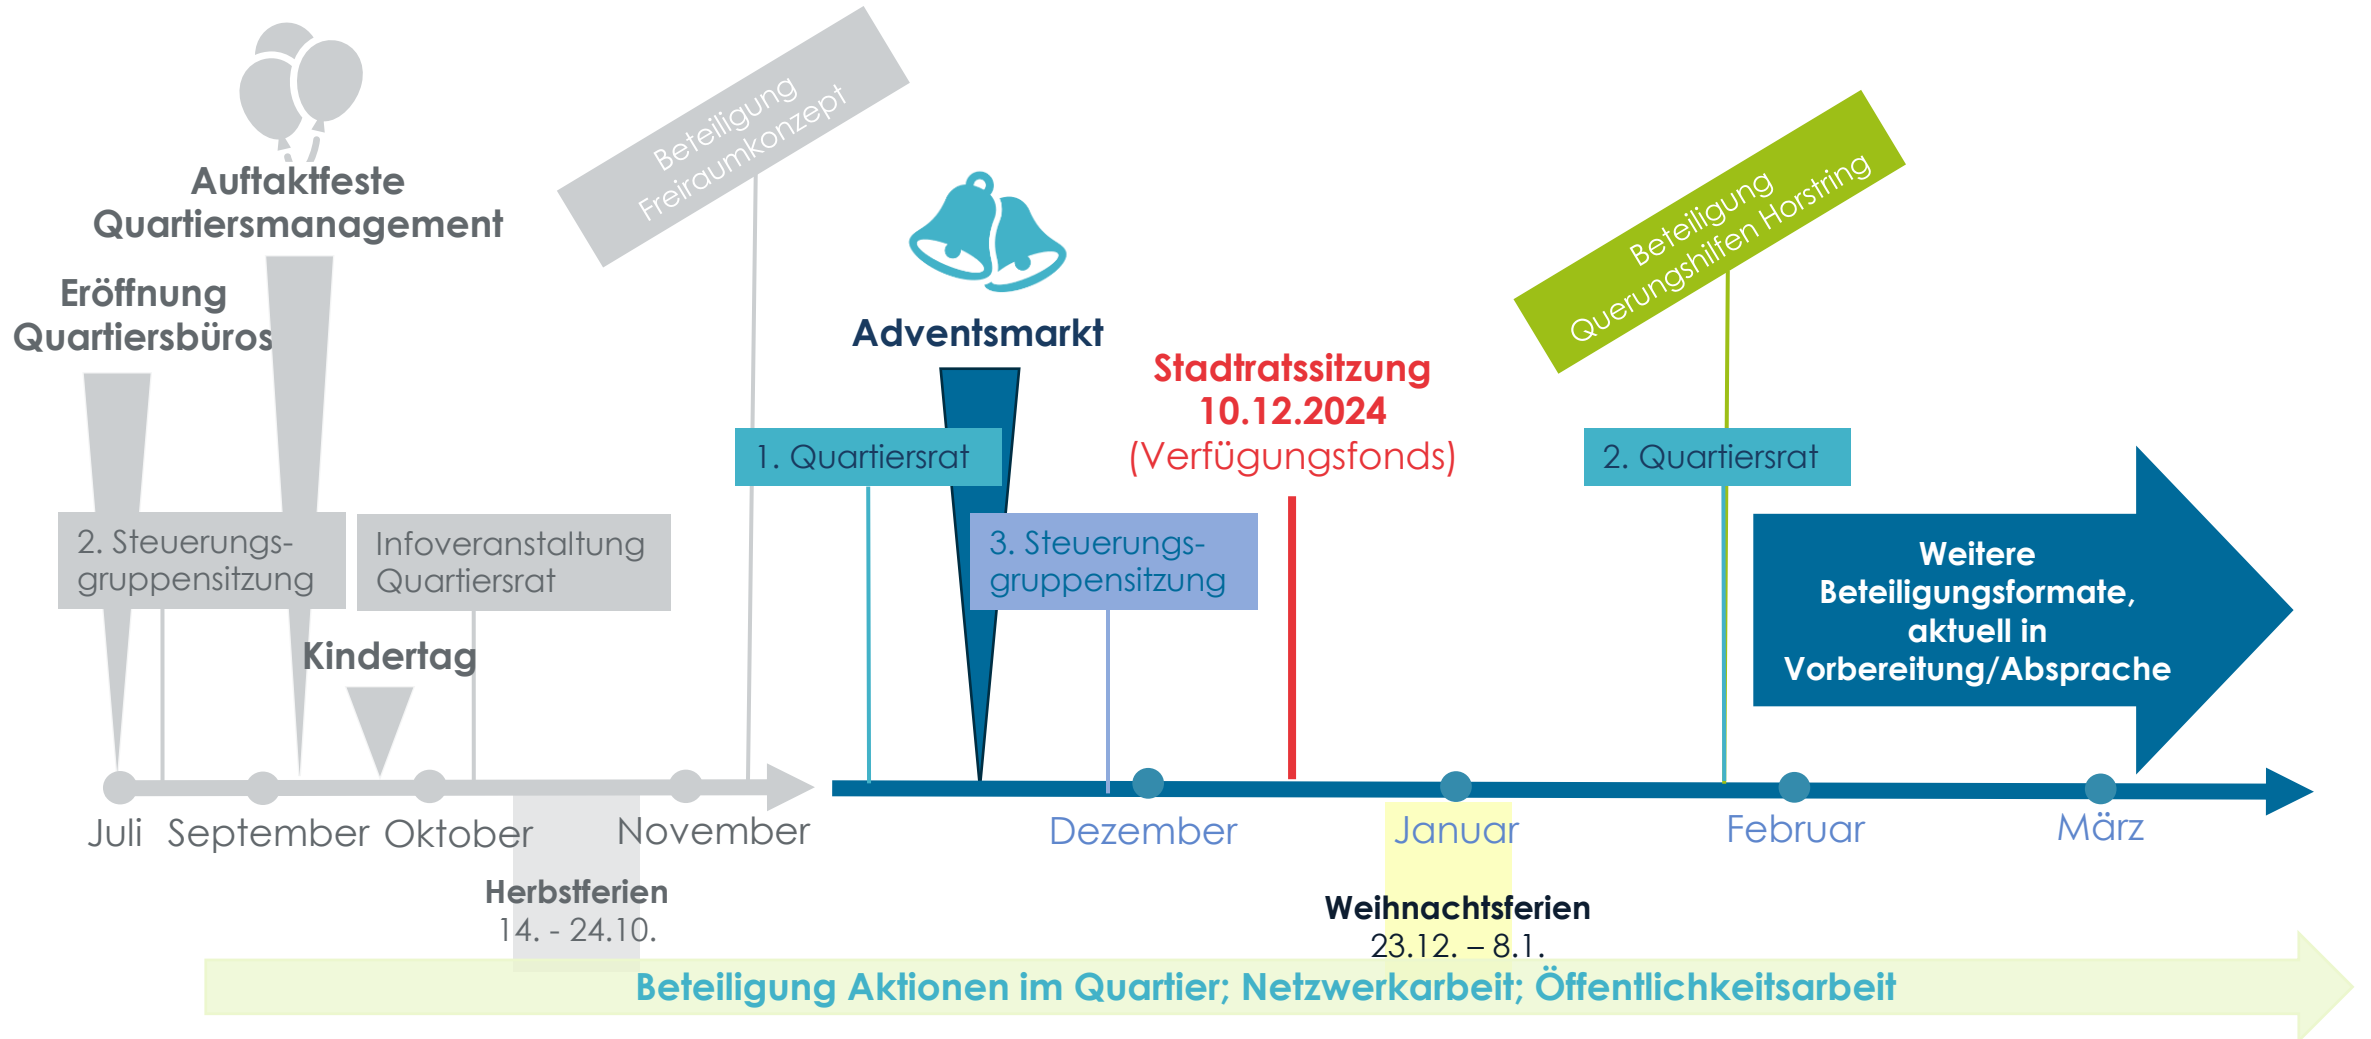 Auftaktfeste
Quartiersmanagement
Eröffnung
Quartiersbüros
2. Steuerungs-
gruppensitzung
Infoveranstaltung
Quartiersrat
Kindertag
Beteiligung
Freiraumkonzept
1. Quartiersrat
Adventsmarkt
3. Steuerungs-
gruppensitzung
Stadtratssitzung
10.12.2024
(Verfügungsfonds)
Beteiligung
Querungshilfen Horstring
2. Quartiersrat
Weitere
Beteiligungsformate,
aktuell in
Vorbereitung/Absprache
Juli
September
Oktober
November
Dezember
Januar
Februar
März
Herbstferien
14. - 24.10.
Weihnachtsferien
23.12. – 8.1.
Beteiligung Aktionen im Quartier; Netzwerkarbeit; Öffentlichkeitsarbeit